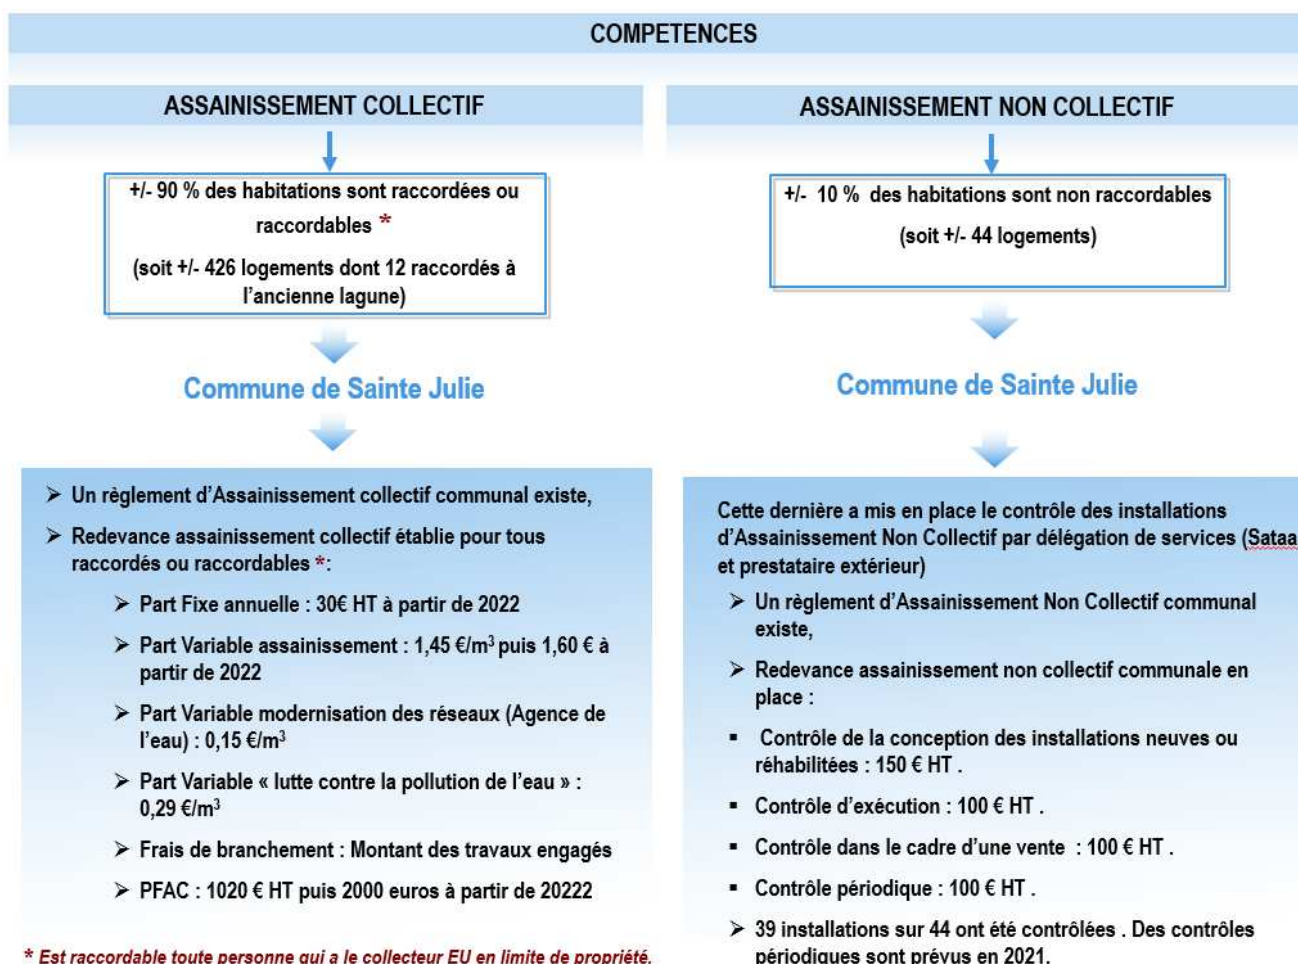 COMPETENCES
ASSAINISSEMENT COLLECTIF
+/- 90 % des habitations sont raccordées ou
raccordables *
(soit +/- 426 logements dont 12 raccordés à
l'ancienne lagune)
Commune de Sainte Julie
➢ Un règlement d'Assainissement collectif communal existe,
➢ Redevance assainissement collectif établie pour tous
raccordés ou raccordables *:
➢ Part Fixe annuelle : 30€ HT à partir de 2022
➢ Part Variable assainissement : 1,45 €/m³ puis 1,60 € à
partir de 2022
➢ Part Variable modernisation des réseaux (Agence de
l'eau) : 0,15 €/m³
➢ Part Variable « lutte contre la pollution de l'eau » :
0,29 €/m³
➢ Frais de branchement : Montant des travaux engagés
➢ PFAC : 1020 € HT puis 2000 euros à partir de 20222
* Est raccordable toute personne qui a le collecteur EU en limite de propriété.
ASSAINISSEMENT NON COLLECTIF
+/- 10 % des habitations sont non raccordables
(soit +/- 44 logements)
Commune de Sainte Julie
Cette dernière a mis en place le contrôle des installations
d'Assainissement Non Collectif par délégation de services (Sataa
et prestataire extérieur)
➢ Un règlement d'Assainissement Non Collectif communal
existe,
➢ Redevance assainissement non collectif communale en
place :
▪ Contrôle de la conception des installations neuves ou
réhabilitées : 150 € HT .
▪ Contrôle d'exécution : 100 € HT .
▪ Contrôle dans le cadre d'une vente : 100 € HT .
▪ Contrôle périodique : 100 € HT .
➢ 39 installations sur 44 ont été contrôlées . Des contrôles
périodiques sont prévus en 2021.